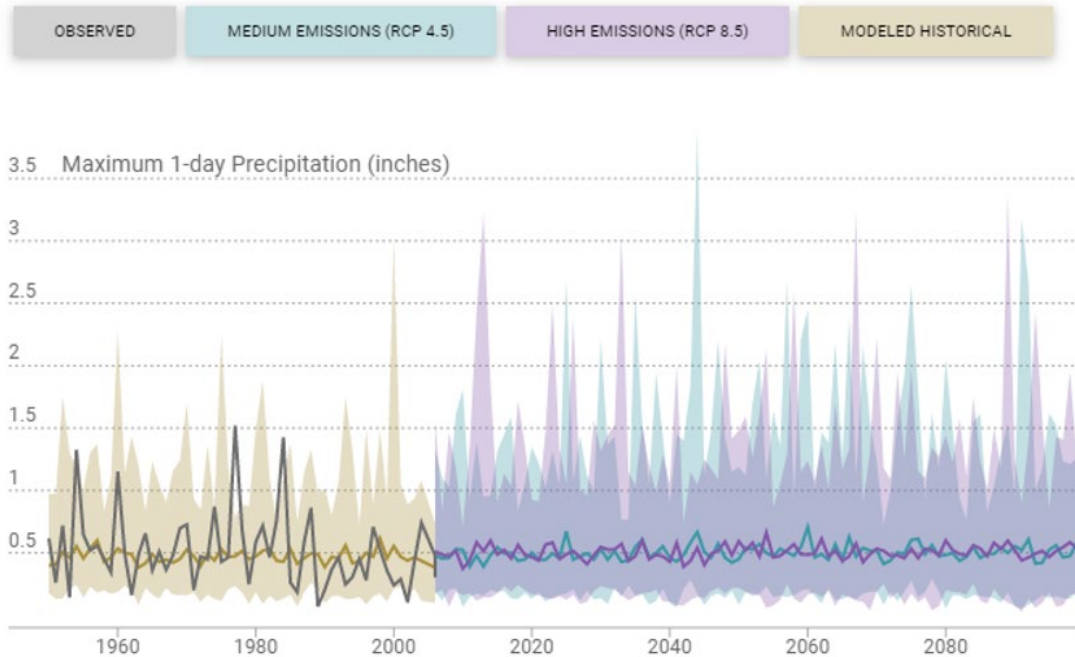 OBSERVED MEDIUM EMISSIONS (RCP 4.5) HIGH EMISSIONS (RCP 8.5) MODELED HISTORICAL
3.5 Maximum 1-day Precipitation (inches)
3
2.5
2
1.5
1
0.5
1960 1980 2000 2020 2040 2060 2080